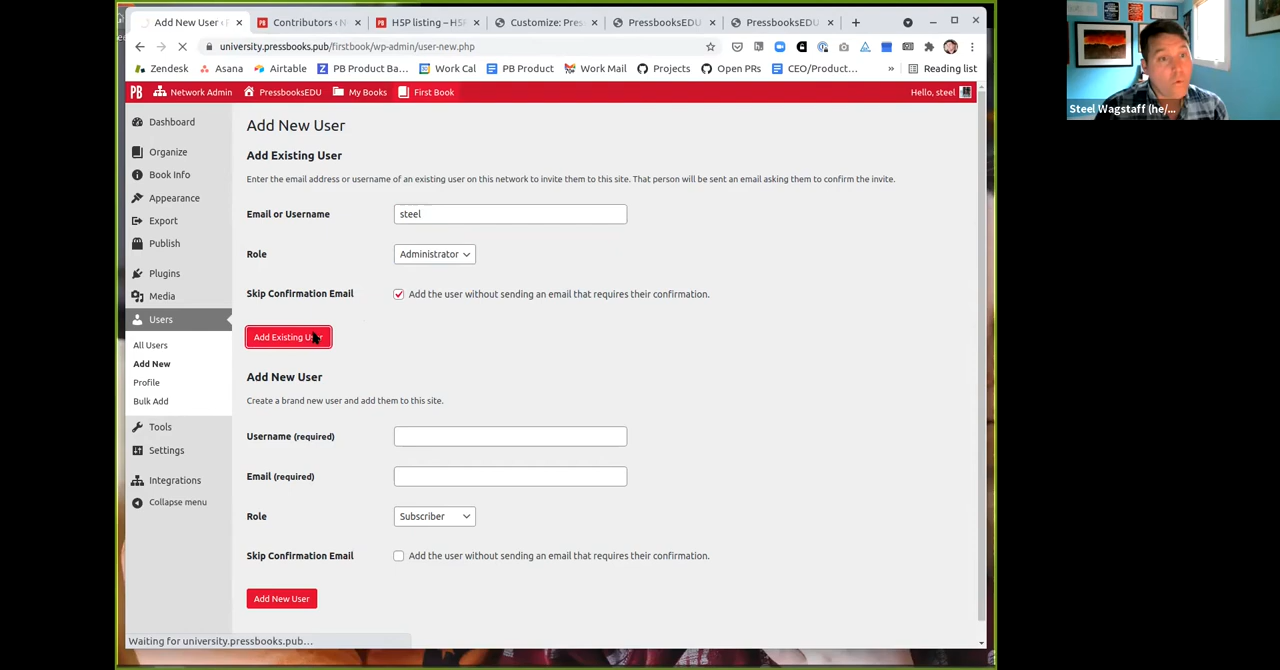 Add New User
Contributors ‹ N
H5P listing – H5P
Customize: Pres
PressbooksEDU
PressbooksEDU
university.pressbooks.pub/firstbook/wp-admin/user-new.php
Zendesk
Asana
Airtable
PB Product Ba...
Work Cal
PB Product
Work Mail
Projects
Open PRs
CEO/Product...
»
Reading list
PB
Network Admin
PressbooksEDU
My Books
First Book
Hello, steel
Dashboard
Organize
Book Info
Appearance
Export
Publish
Plugins
Media
Users
All Users
Add New
Profile
Bulk Add
Tools
Settings
Integrations
Collapse menu
Add New User
Add Existing User
Enter the email address or username of an existing user on this network to invite them to this site. That person will be sent an email asking them to confirm the invite.
Email or Username
steel
Role
Administrator
Skip Confirmation Email
Add the user without sending an email that requires their confirmation.
Add Existing User
Add New User
Create a brand new user and add them to this site.
Username (required)
Email (required)
Role
Subscriber
Skip Confirmation Email
Add the user without sending an email that requires their confirmation.
Add New User
Waiting for university.pressbooks.pub...
Steel Wagstaff (he/...